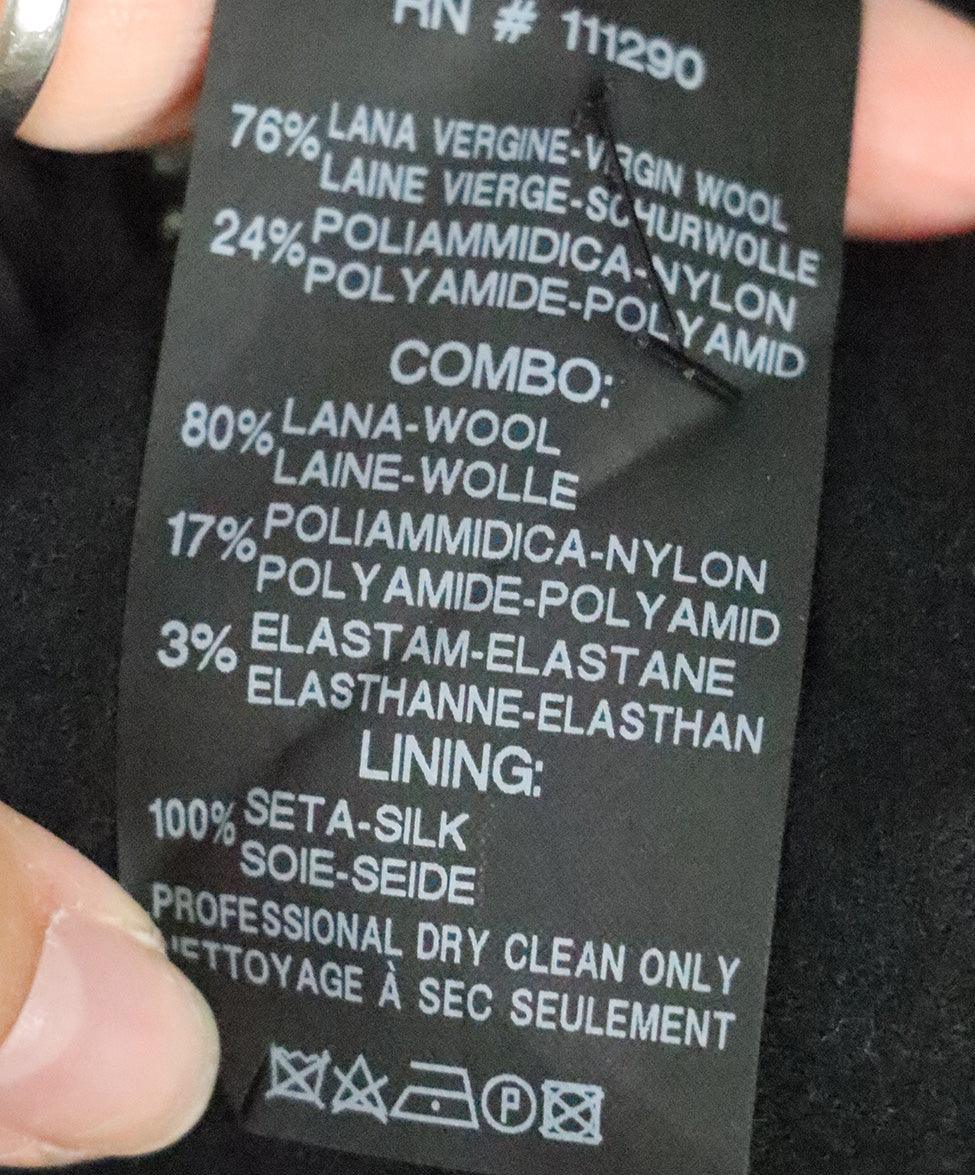 RN # 111290
76% LANA VERGINE-VIRGIN WOOL
LAINE VIERGE-SCHURWOLLE
24% POLIAMMIDICA-NYLON
POLYAMIDE-POLYAMID
COMBO:
80% LANA-WOOL
LAINE-WOLLE
17% POLIAMMIDICA-NYLON
POLYAMIDE-POLYAMID
3% ELASTAM-ELASTANE
ELASTHANNE-ELASTHAN
LINING:
100% SETA-SILK
SOIE-SEIDE
PROFESSIONAL DRY CLEAN ONLY
NETTOYAGE À SEC SEULEMENT
P